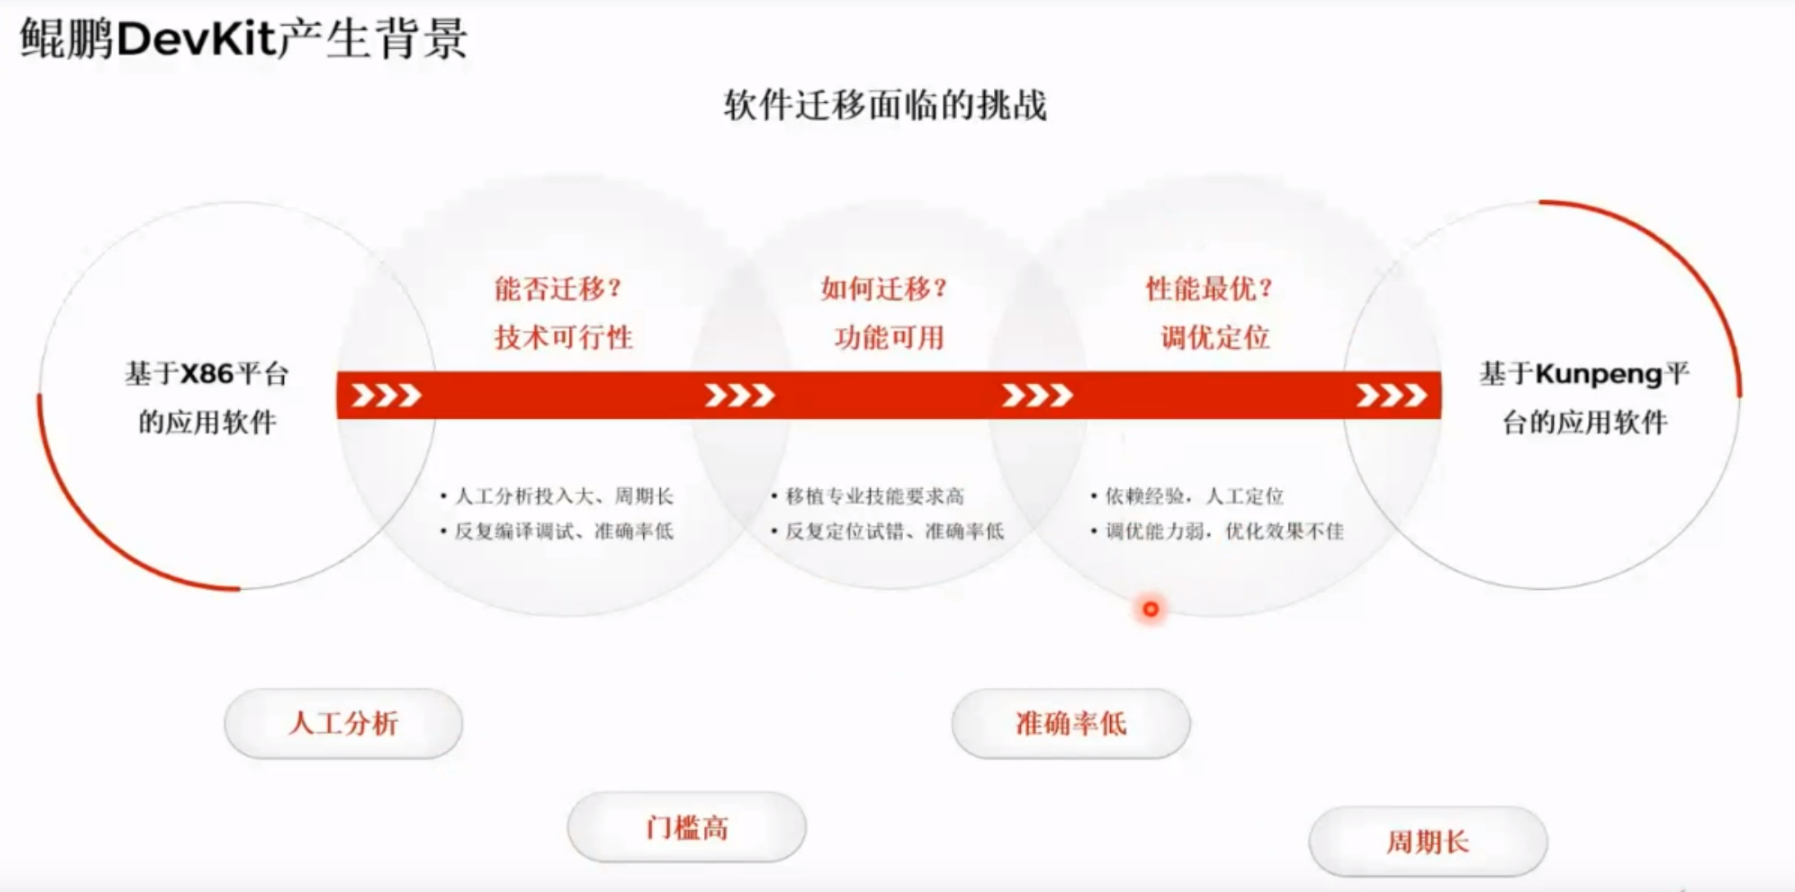 鲲鹏DevKit产生背景
软件迁移面临的挑战
基于X86平台
的应用软件
能否迁移？
技术可行性
• 人工分析投入大、周期长
• 反复编译调试、准确率低
如何迁移？
功能可用
• 移植专业技能要求高
• 反复定位试错、准确率低
性能最优？
调优定位
• 依赖经验，人工定位
• 调优能力弱，优化效果不佳
基于Kunpeng平
台的应用软件
人工分析
门槛高
准确率低
周期长